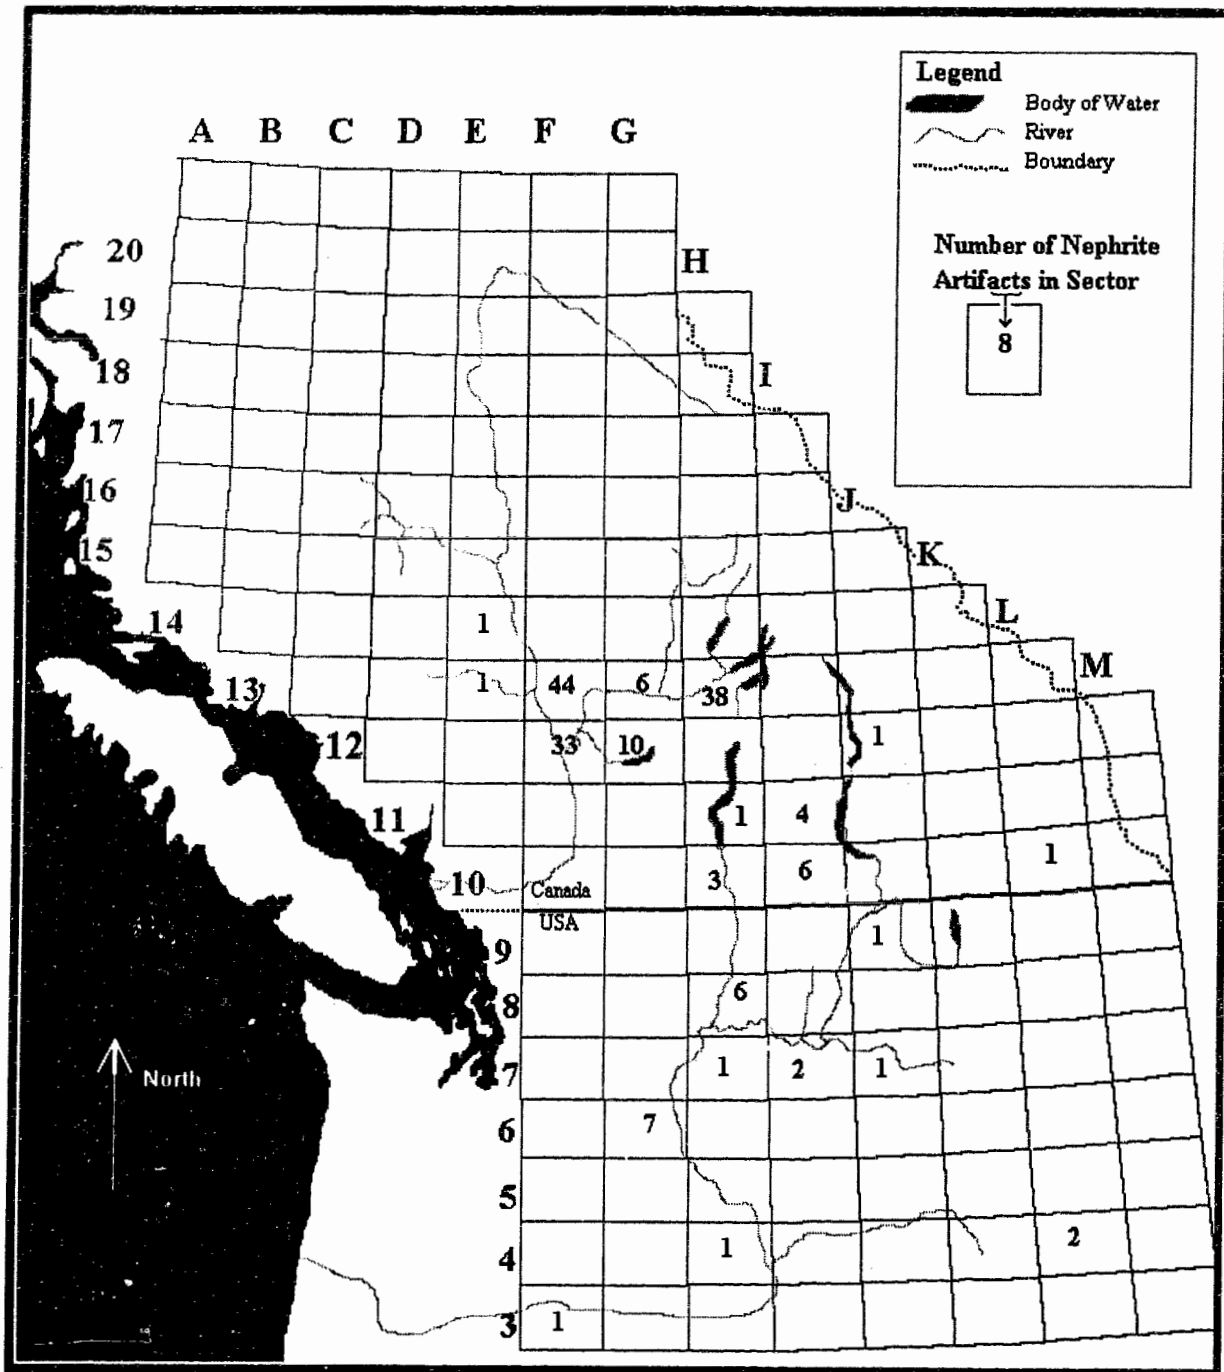 Legend
Body of Water
River
Boundary
Number of Nephrite
Artifacts in Sector
8
A B C D E F G
H
I
J
K
L
M
20
19
18
17
16
15
14
13
12
11
10
9
8
7
6
5
4
3
1
1 44 6 38
33 10 1
1 4
3 6 1
Canada
USA
1
6
1 2 1
7
1 2
1
North